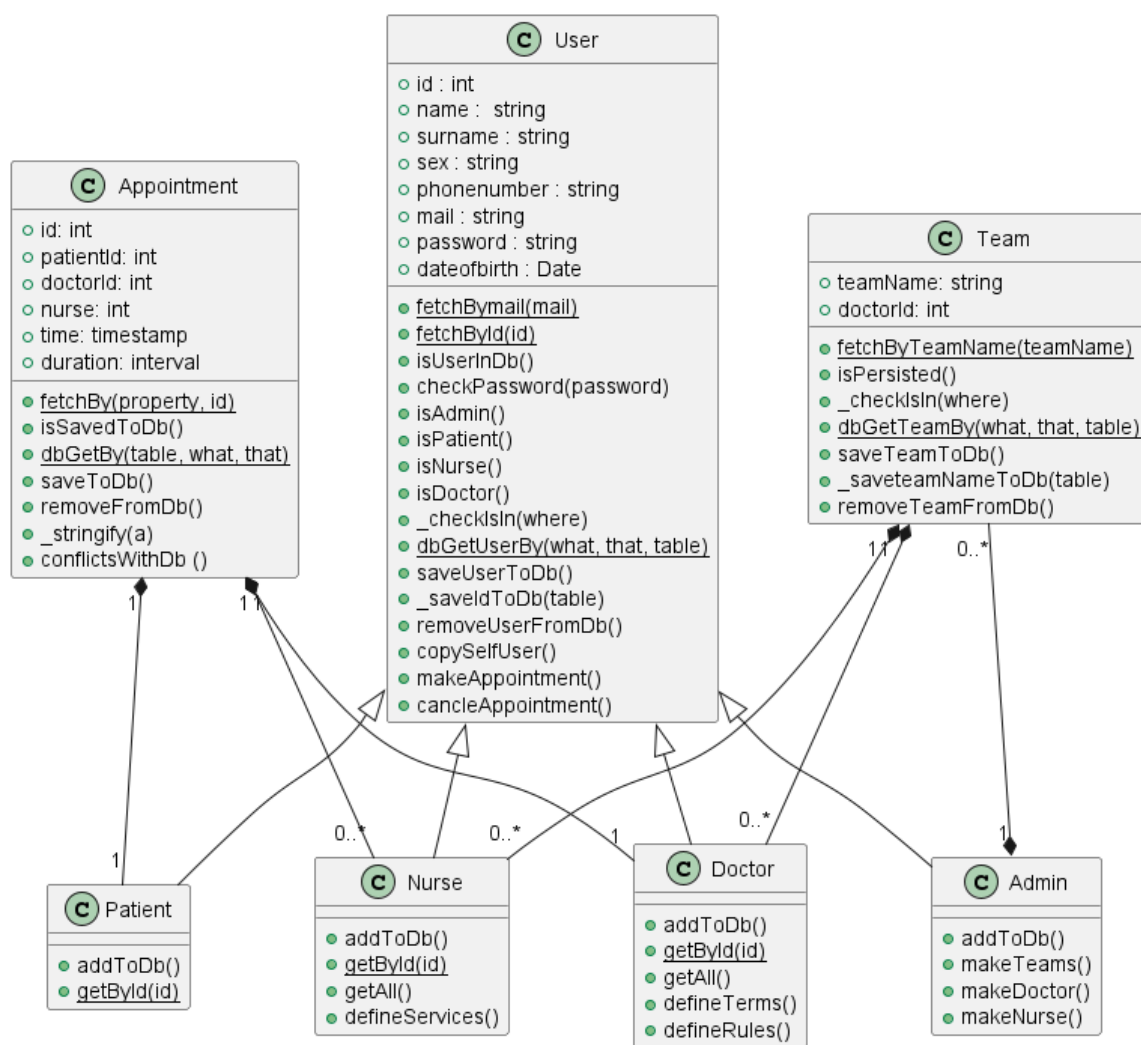 C User
id : int
name :  string
surname : string
sex : string
phonenumber : string
mail : string
password : string
dateofbirth : Date
fetchBymail(mail)
fetchById(id)
isUserInDb()
checkPassword(password)
isAdmin()
isPatient()
isNurse()
isDoctor()
_checkIsIn(where)
dbGetUserBy(what, that, table)
saveUserToDb()
_saveIdToDb(table)
removeUserFromDb()
copySelfUser()
makeAppointment()
cancleAppointment()
C Appointment
id: int
patientId: int
doctorId: int
nurse: int
time: timestamp
duration: interval
fetchBy(property, id)
isSavedToDb()
dbGetBy(table, what, that)
saveToDb()
removeFromDb()
_stringify(a)
conflictsWithDb ()
C Team
teamName: string
doctorId: int
fetchByTeamName(teamName)
isPersisted()
_checkIsIn(where)
dbGetTeamBy(what, that, table)
saveTeamToDb()
_saveteamNameToDb(table)
removeTeamFromDb()
1
1 1
1 1
0..*
1
0..*
0..*
1
0..*
1
C Patient
addToDb()
getById(id)
C Nurse
addToDb()
getById(id)
getAll()
defineServices()
C Doctor
addToDb()
getById(id)
getAll()
defineTerms()
defineRules()
C Admin
addToDb()
makeTeams()
makeDoctor()
makeNurse()